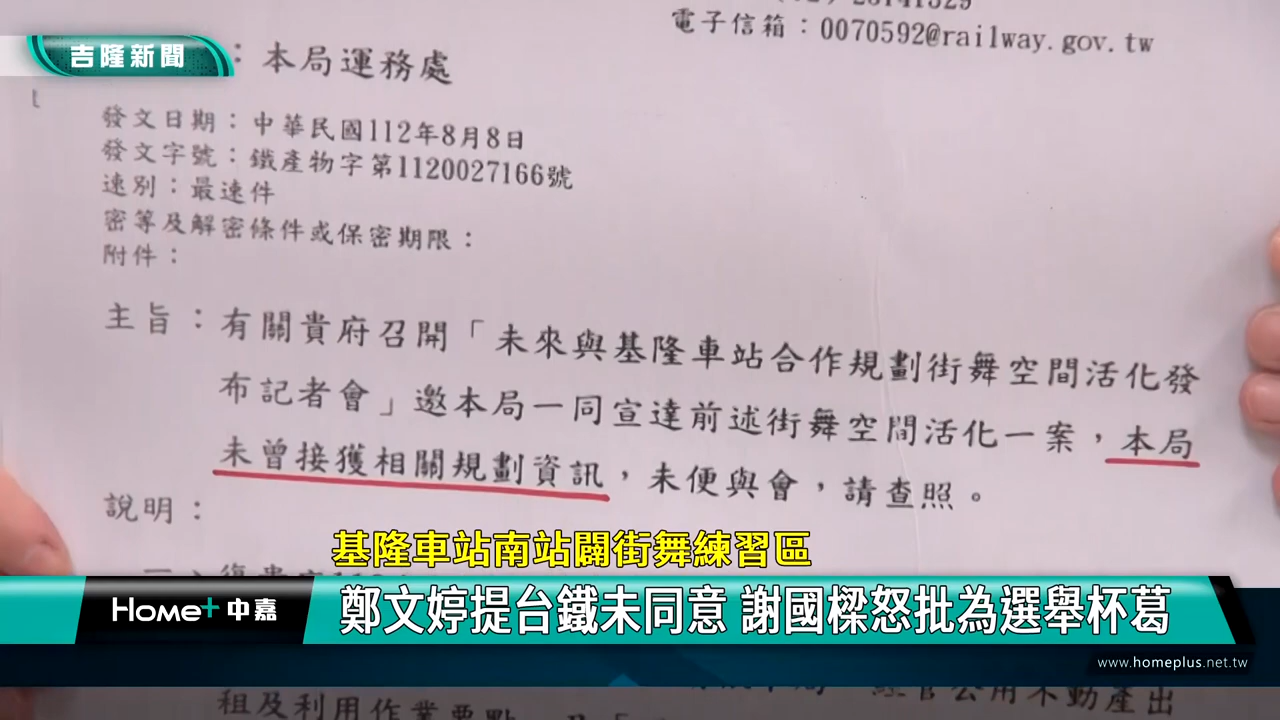 電子信箱：0070592@railway.gov.tw
吉隆新聞
：本局運務處
發文日期：中華民國112年8月8日
發文字號：鐵產物字第1120027166號
速別：最速件
密等及解密條件或保密期限：
附件：
主旨：有關貴府召開「未來與基隆車站合作規劃街舞空間活化發
布記者會」邀本局一同宣達前述街舞空間活化一案，本局
未曾接獲相關規劃資訊，未便與會，請查照。
說明：
基隆車站南站闢街舞練習區
Home+中嘉
鄭文婷提台鐵未同意 謝國樑怒批為選舉杯葛
www.homeplus.net.tw
租及利用作業要點